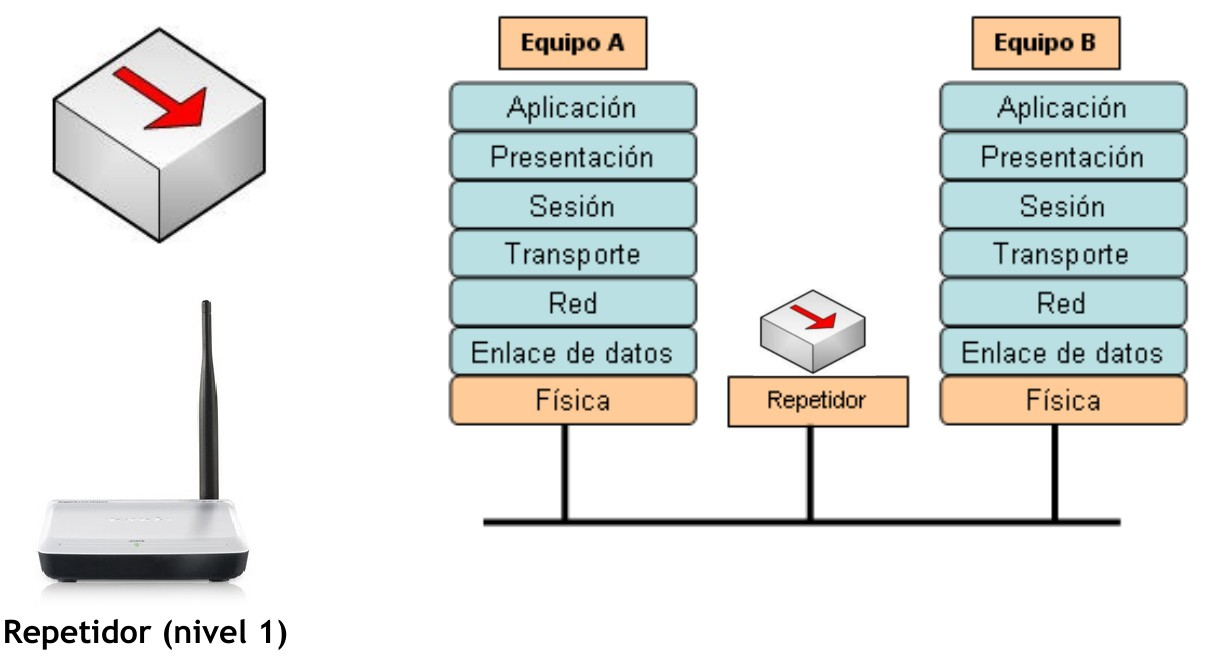 Equipo A
Equipo B
Aplicación
Presentación
Sesión
Transporte
Red
Enlace de datos
Física
Repetidor
Aplicación
Presentación
Sesión
Transporte
Red
Enlace de datos
Física
Repetidor (nivel 1)